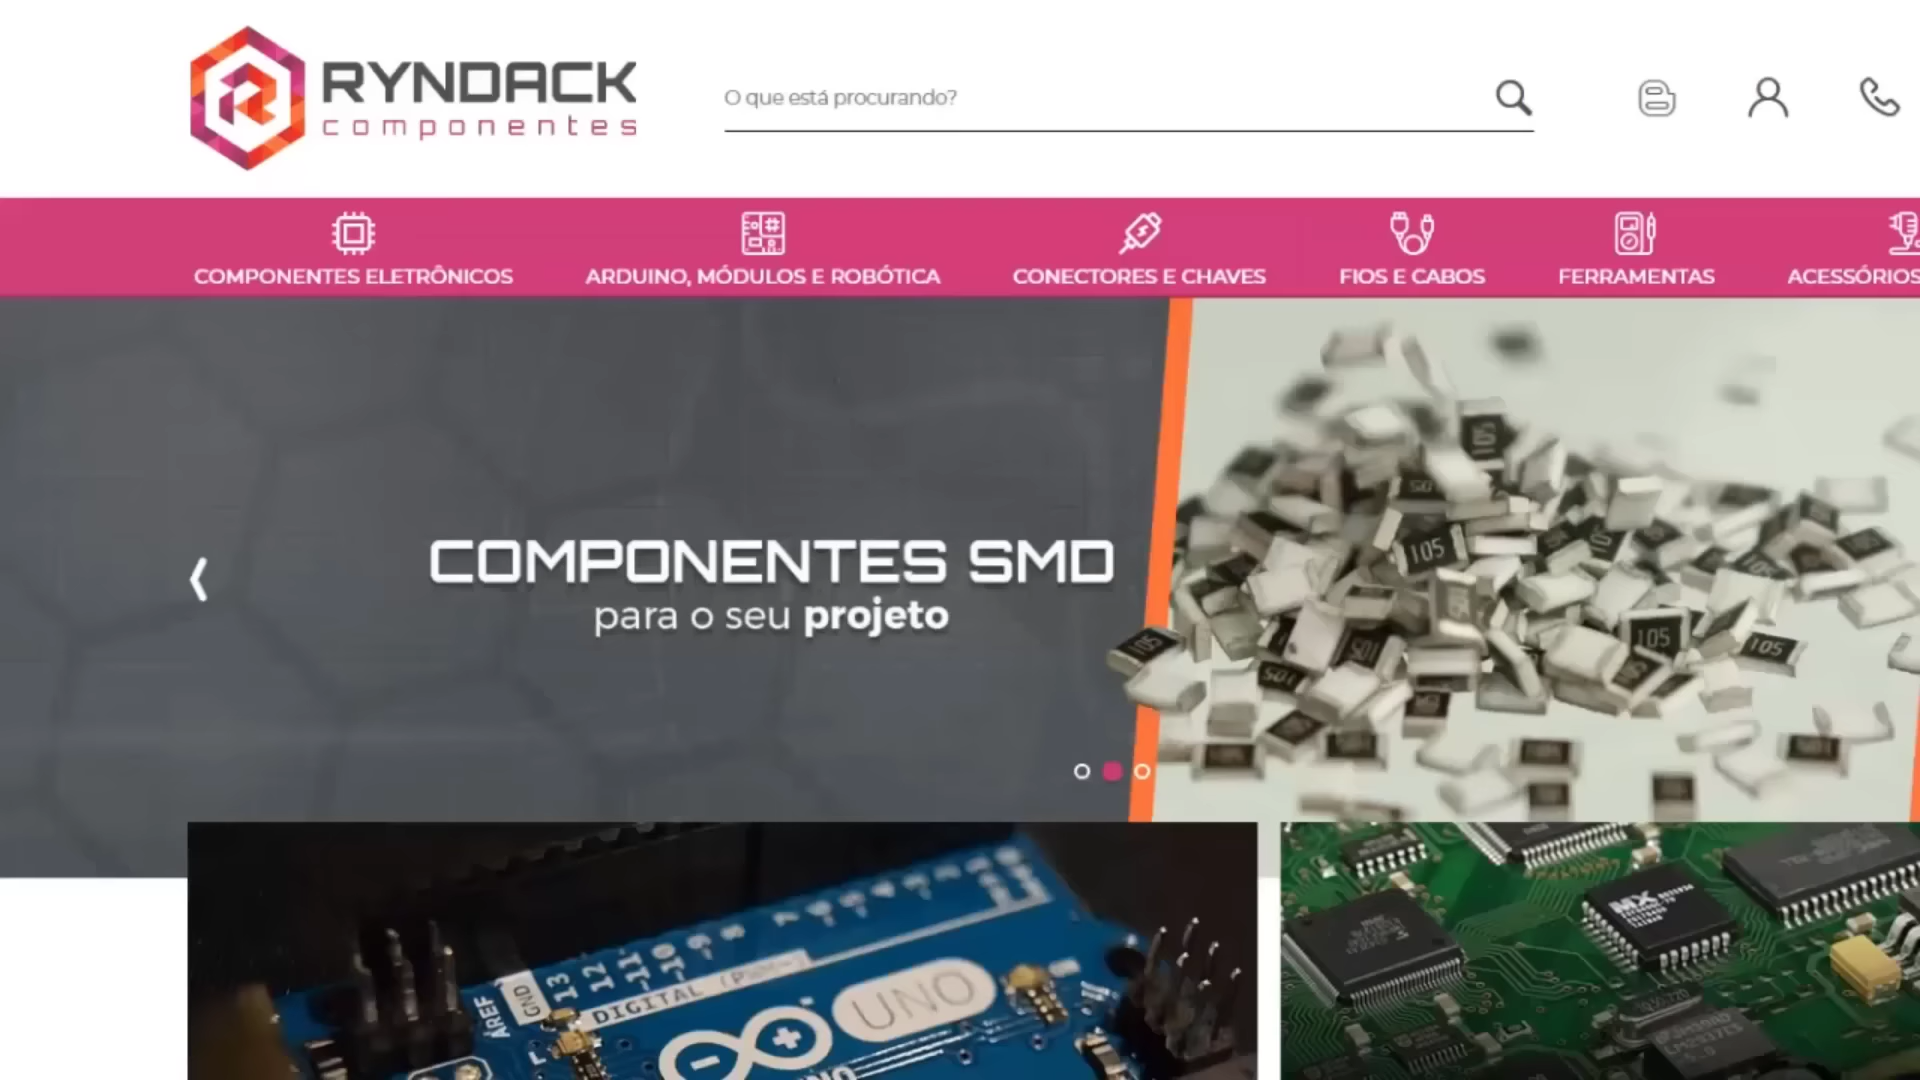 RYNDACK
componentes
O que está procurando?
COMPONENTES ELETRÔNICOS
ARDUINO, MÓDULOS E ROBÓTICA
CONECTORES E CHAVES
FIOS E CABOS
FERRAMENTAS
ACESSÓRIOS
COMPONENTES SMD
para o seu projeto
105
105
105
105
AREF
GND
13
12
DIGITAL
UNO
MX